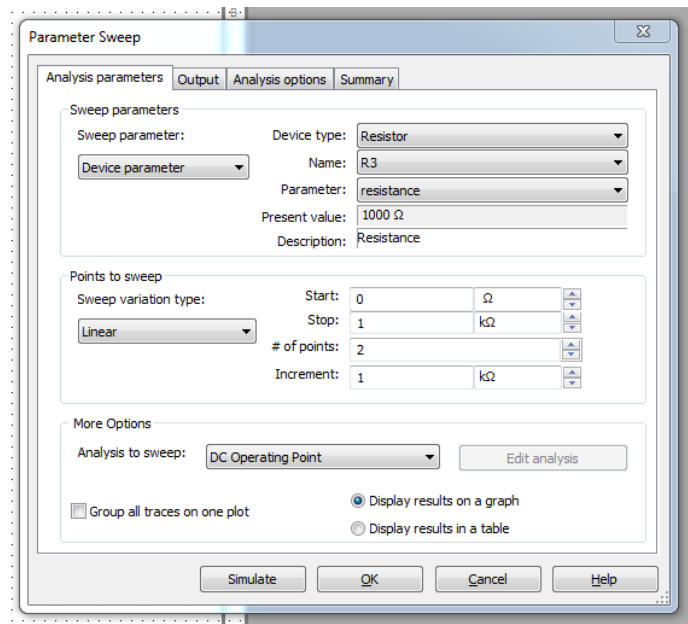 Parameter Sweep
Analysis parameters Output Analysis options Summary
Sweep parameters
Sweep parameter: Device type: Resistor
Device parameter Name: R3
Parameter: resistance
Present value: 1000 Ω
Description: Resistance
Points to sweep
Sweep variation type: Start: 0 Ω
Linear Stop: 1 kΩ
# of points: 2
Increment: 1 kΩ
More Options
Analysis to sweep: DC Operating Point Edit analysis
Group all traces on one plot Display results on a graph
Display results in a table
Simulate OK Cancel Help